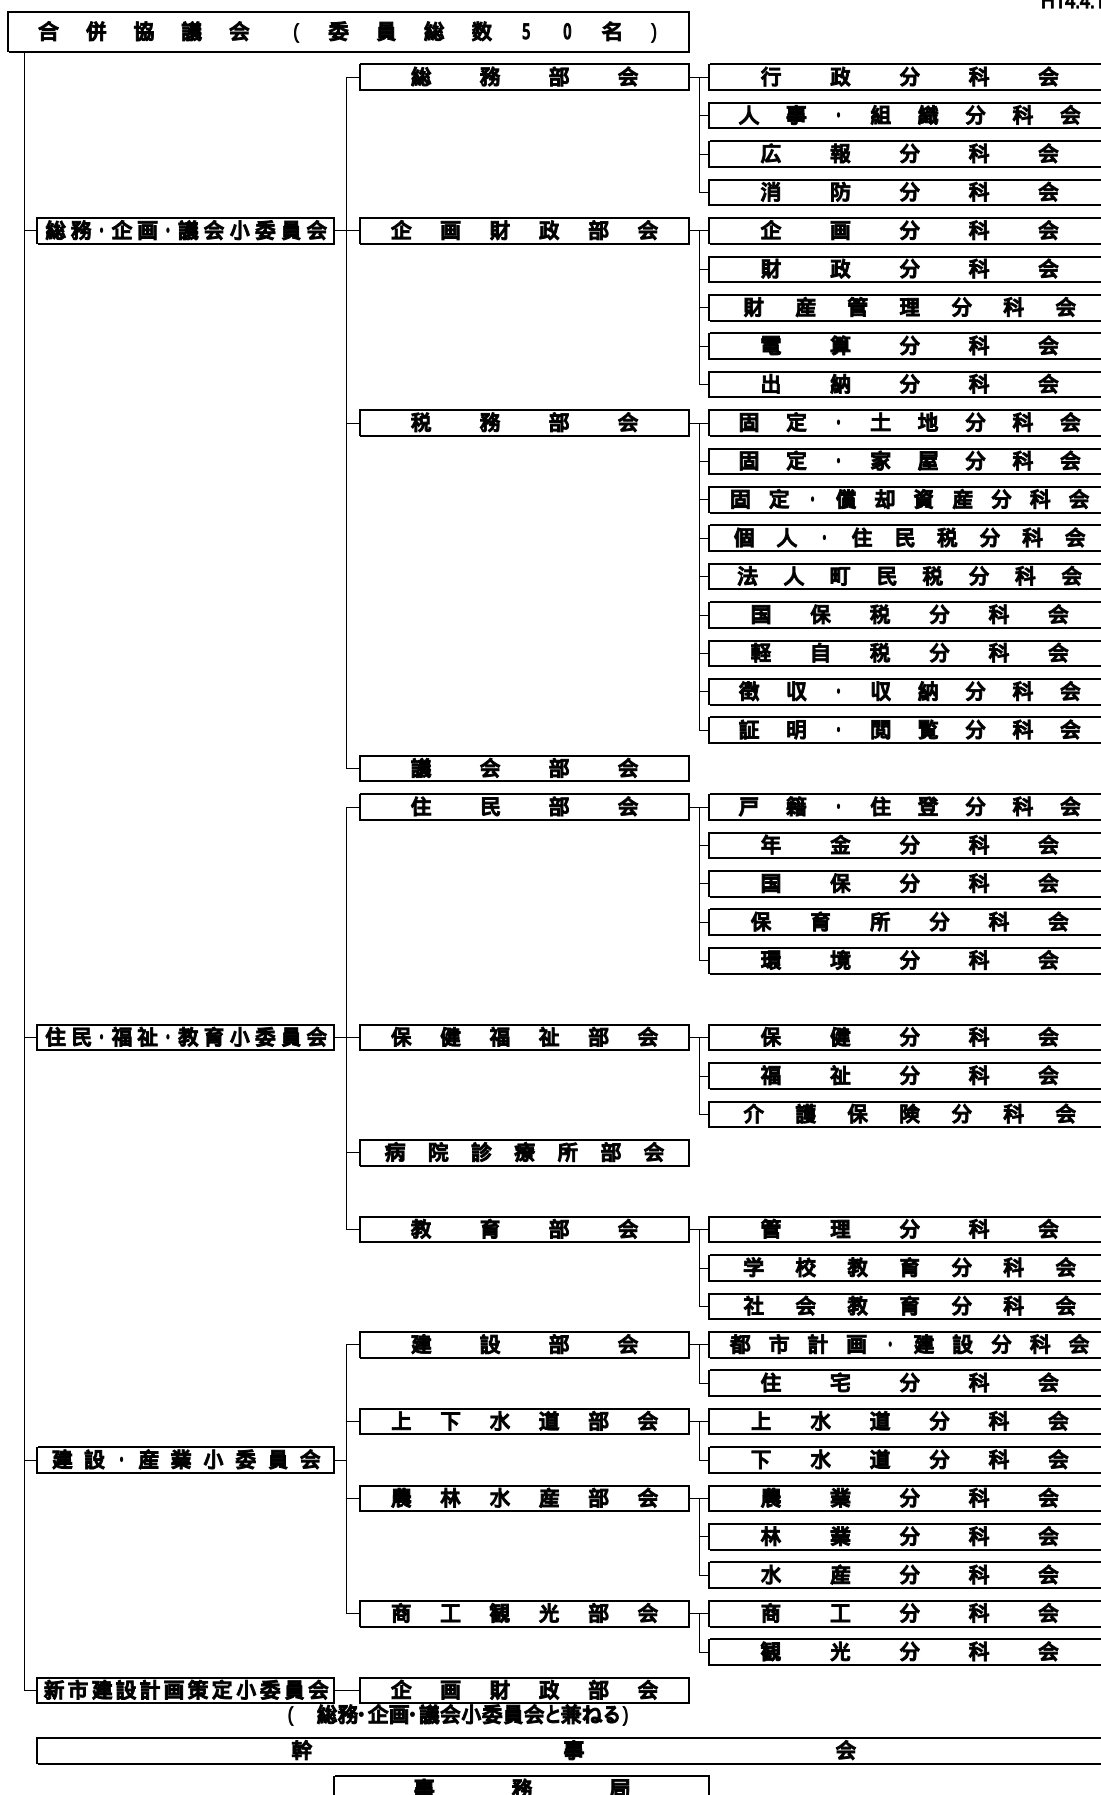 H14.4.1
合併協議会(委員総数50名)
総務部会 行政分科会
人事・組織分科会
広報分科会
消防分科会
総務・企画・議会小委員会 企画財政部会 企画分科会
財政分科会
財産管理分科会
電算分科会
出納分科会
税務部会 固定・土地分科会
固定・家屋分科会
固定・償却資産分科会
個人・住民税分科会
法人町民税分科会
国保税分科会
軽自税分科会
徴収・収納分科会
証明・閲覧分科会
議会部会
住民部会 戸籍・住登分科会
年金分科会
国保分科会
保育所分科会
環境分科会
住民・福祉・教育小委員会 保健福祉部会 保健分科会
福祉分科会
介護保険分科会
病院診療所部会
教育部会 管理分科会
学校教育分科会
社会教育分科会
建設部会 都市計画・建設分科会
住宅分科会
上下水道部会 上水道分科会
建設・産業小委員会 下水道分科会
農林水産部会 農業分科会
林業分科会
水産分科会
商工観光部会 商工分科会
観光分科会
新市建設計画策定小委員会 企画財政部会
(総務・企画・議会小委員会と兼ねる)
幹事会
事務局